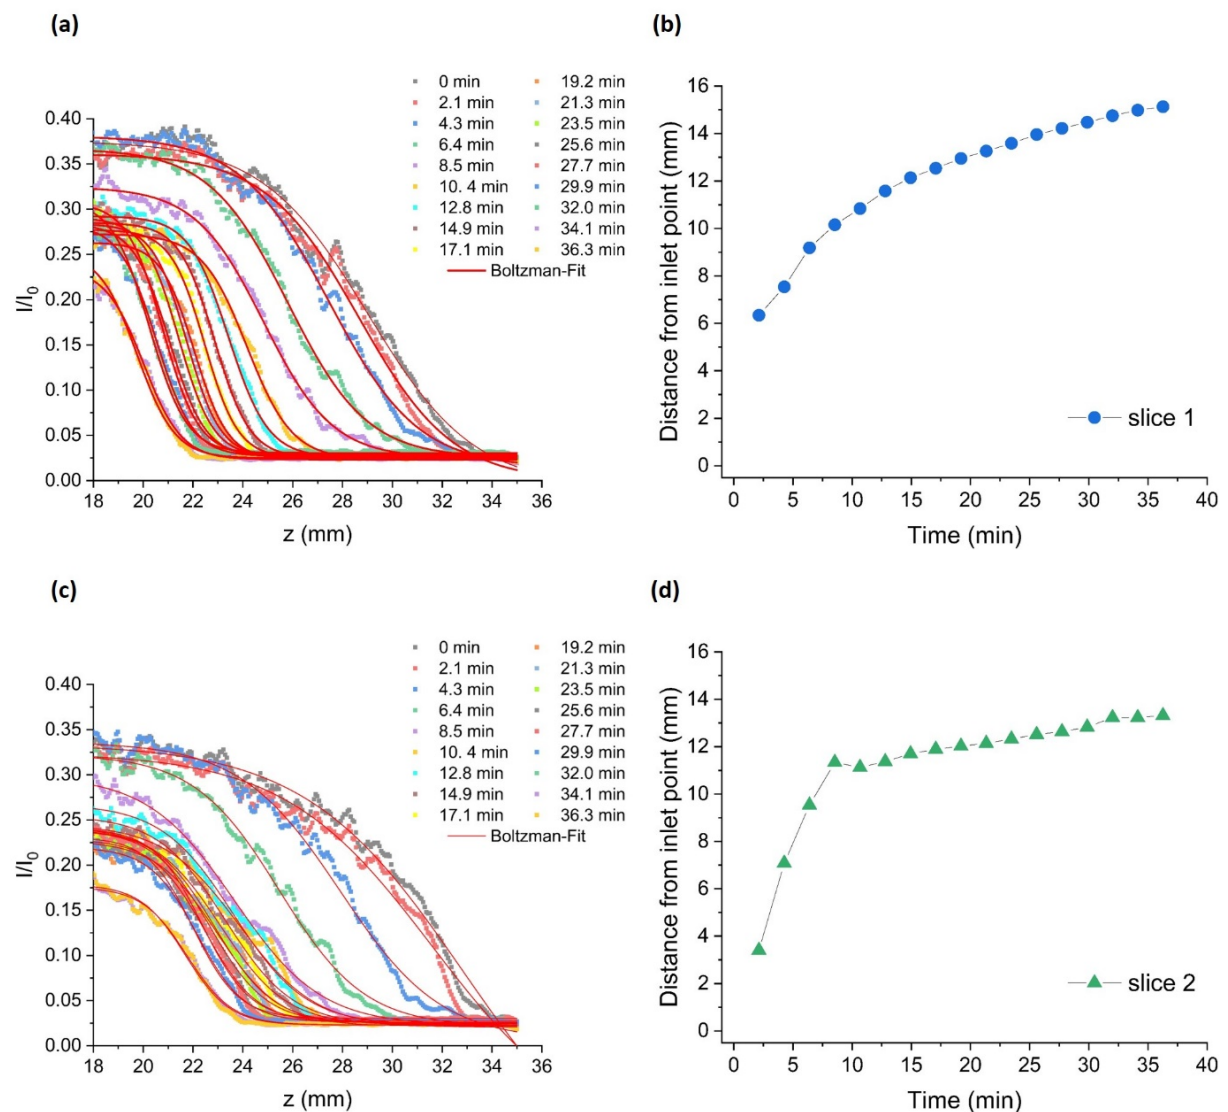 (a)
0 min 19.2 min
2.1 min 21.3 min
4.3 min 23.5 min
6.4 min 25.6 min
8.5 min 27.7 min
10. 4 min 29.9 min
12.8 min 32.0 min
14.9 min 34.1 min
17.1 min 36.3 min
Boltzman-Fit
0.40
0.35
0.30
0.25
0.20
0.15
0.10
0.05
0.00
I/I0
18 20 22 24 26 28 30 32 34 36
z (mm)
(b)
16
14
12
10
8
6
4
2
0
Distance from inlet point (mm)
slice 1
0 5 10 15 20 25 30 35 40
Time (min)
(c)
0 min 19.2 min
2.1 min 21.3 min
4.3 min 23.5 min
6.4 min 25.6 min
8.5 min 27.7 min
10. 4 min 29.9 min
12.8 min 32.0 min
14.9 min 34.1 min
17.1 min 36.3 min
Boltzman-Fit
0.40
0.35
0.30
0.25
0.20
0.15
0.10
0.05
0.00
I/I0
18 20 22 24 26 28 30 32 34 36
z (mm)
(d)
16
14
12
10
8
6
4
2
0
Distance from inlet point (mm)
slice 2
0 5 10 15 20 25 30 35 40
Time (min)